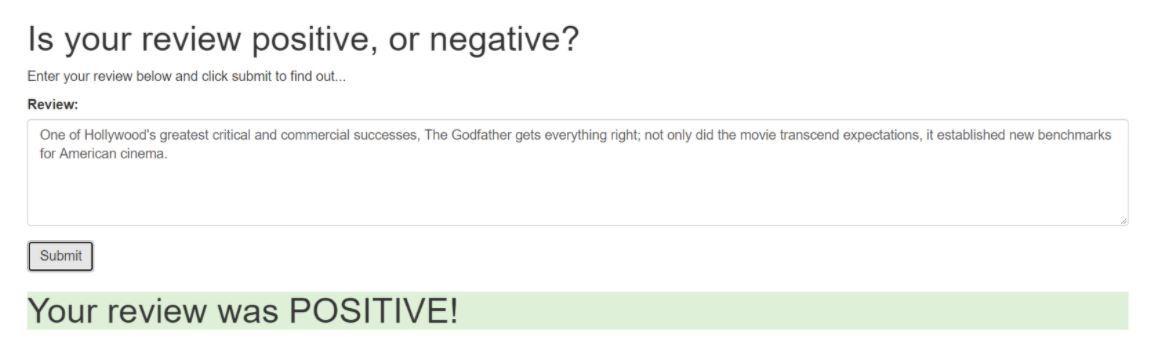 Is your review positive, or negative?
Enter your review below and click submit to find out...
Review:
One of Hollywood's greatest critical and commercial successes, The Godfather gets everything right; not only did the movie transcend expectations, it established new benchmarks
for American cinema.
Submit
Your review was POSITIVE!